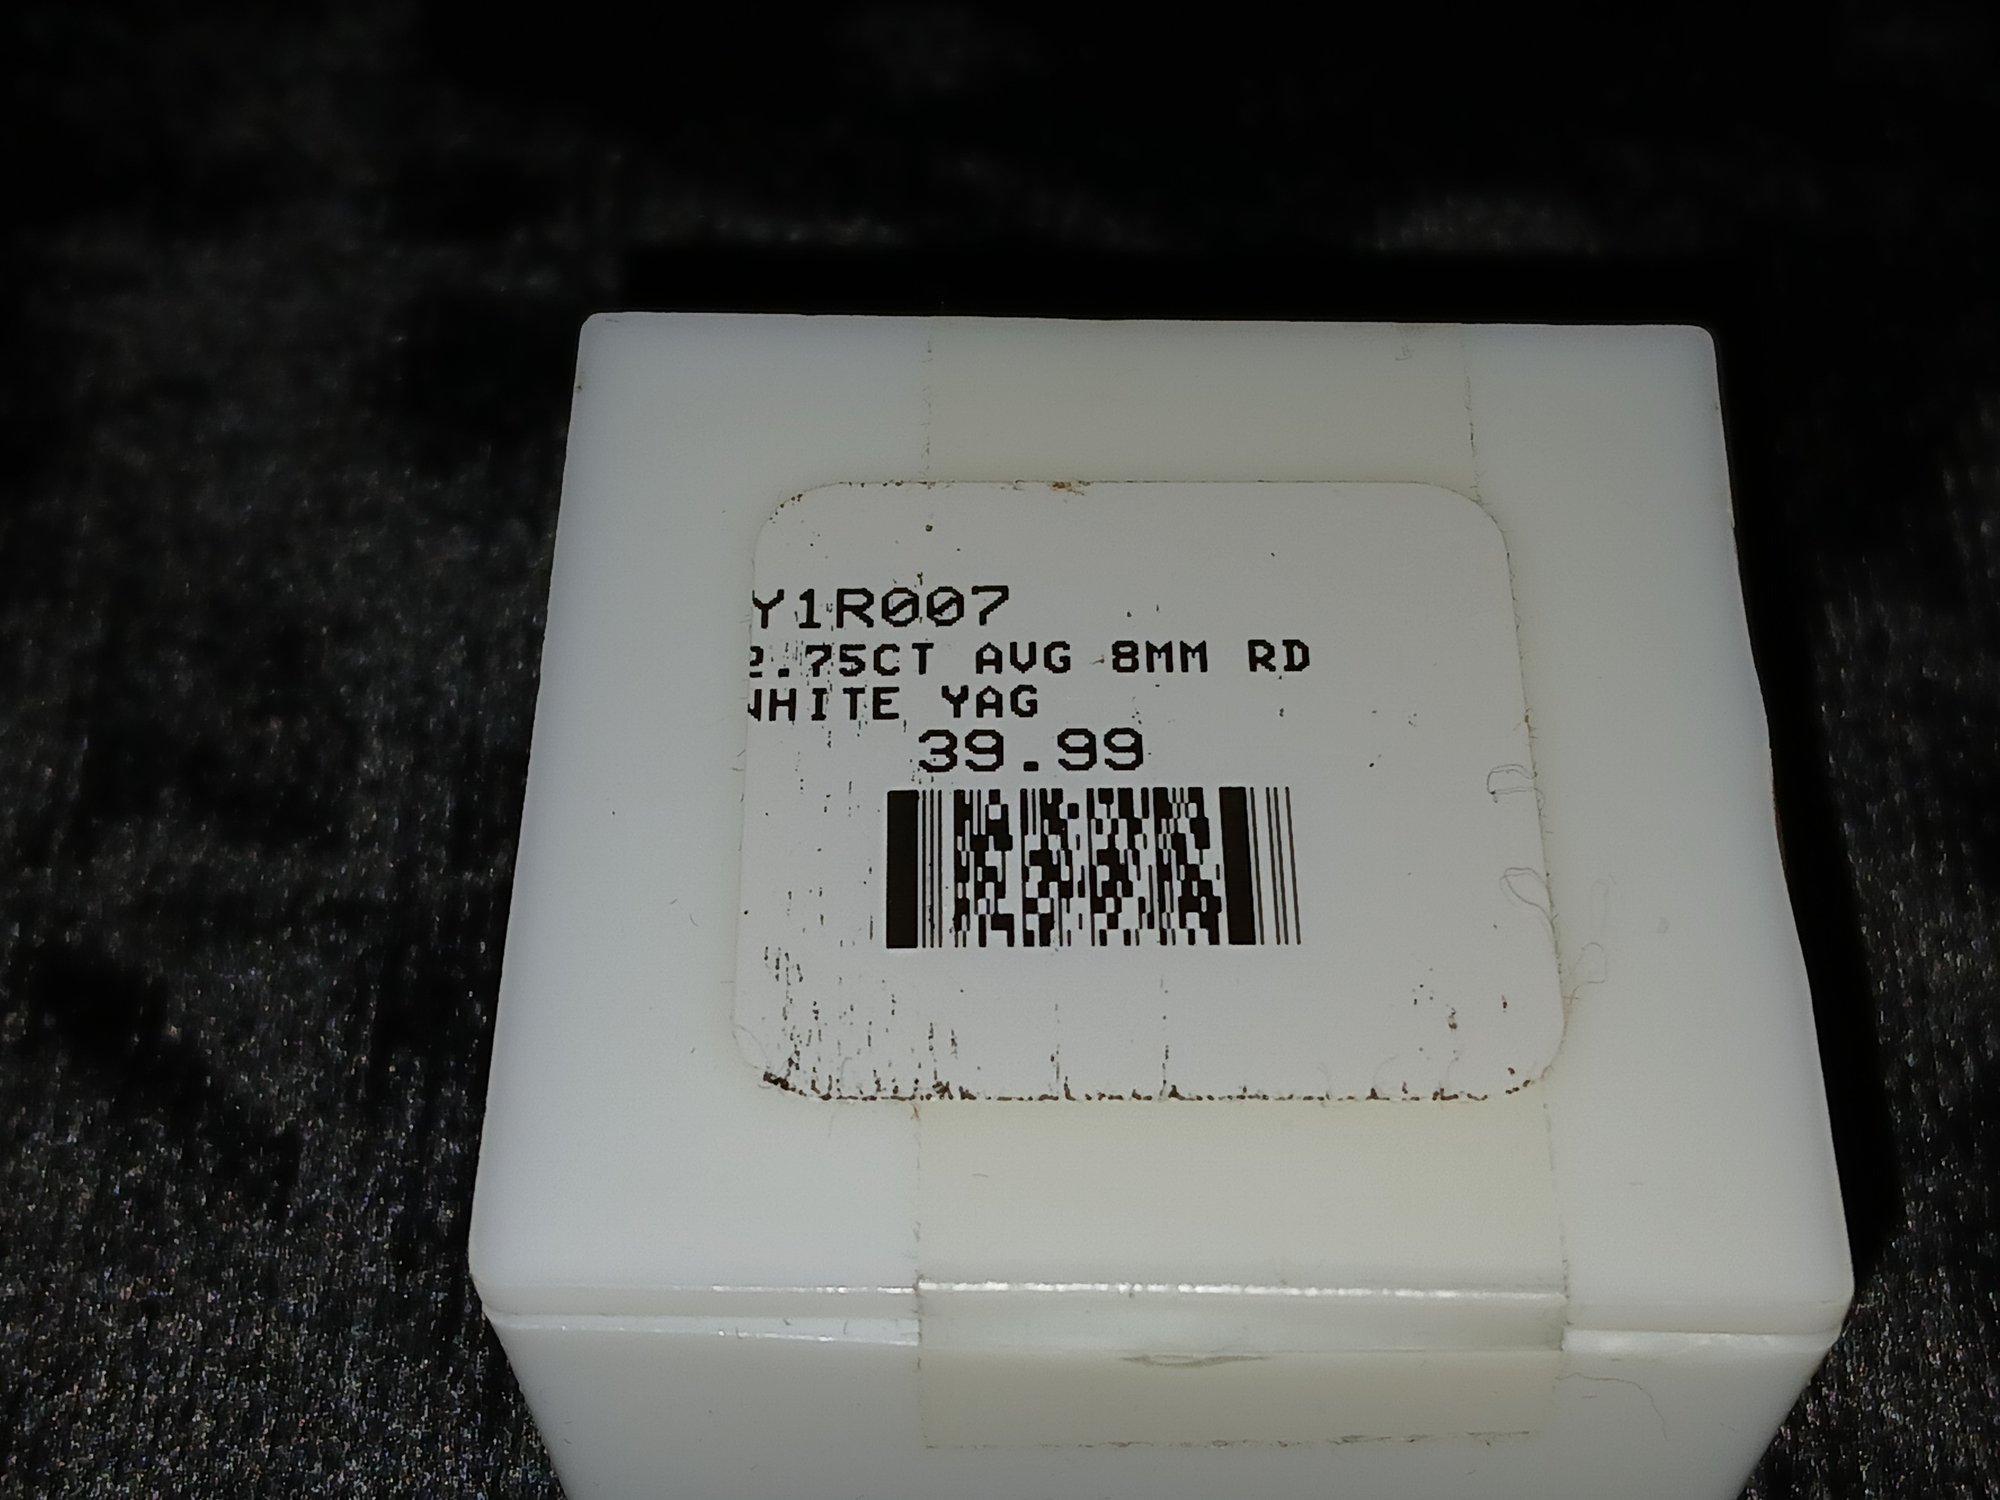 Y1R007
2.75CT AVG 8MM RD
WHITE YAG
39.99